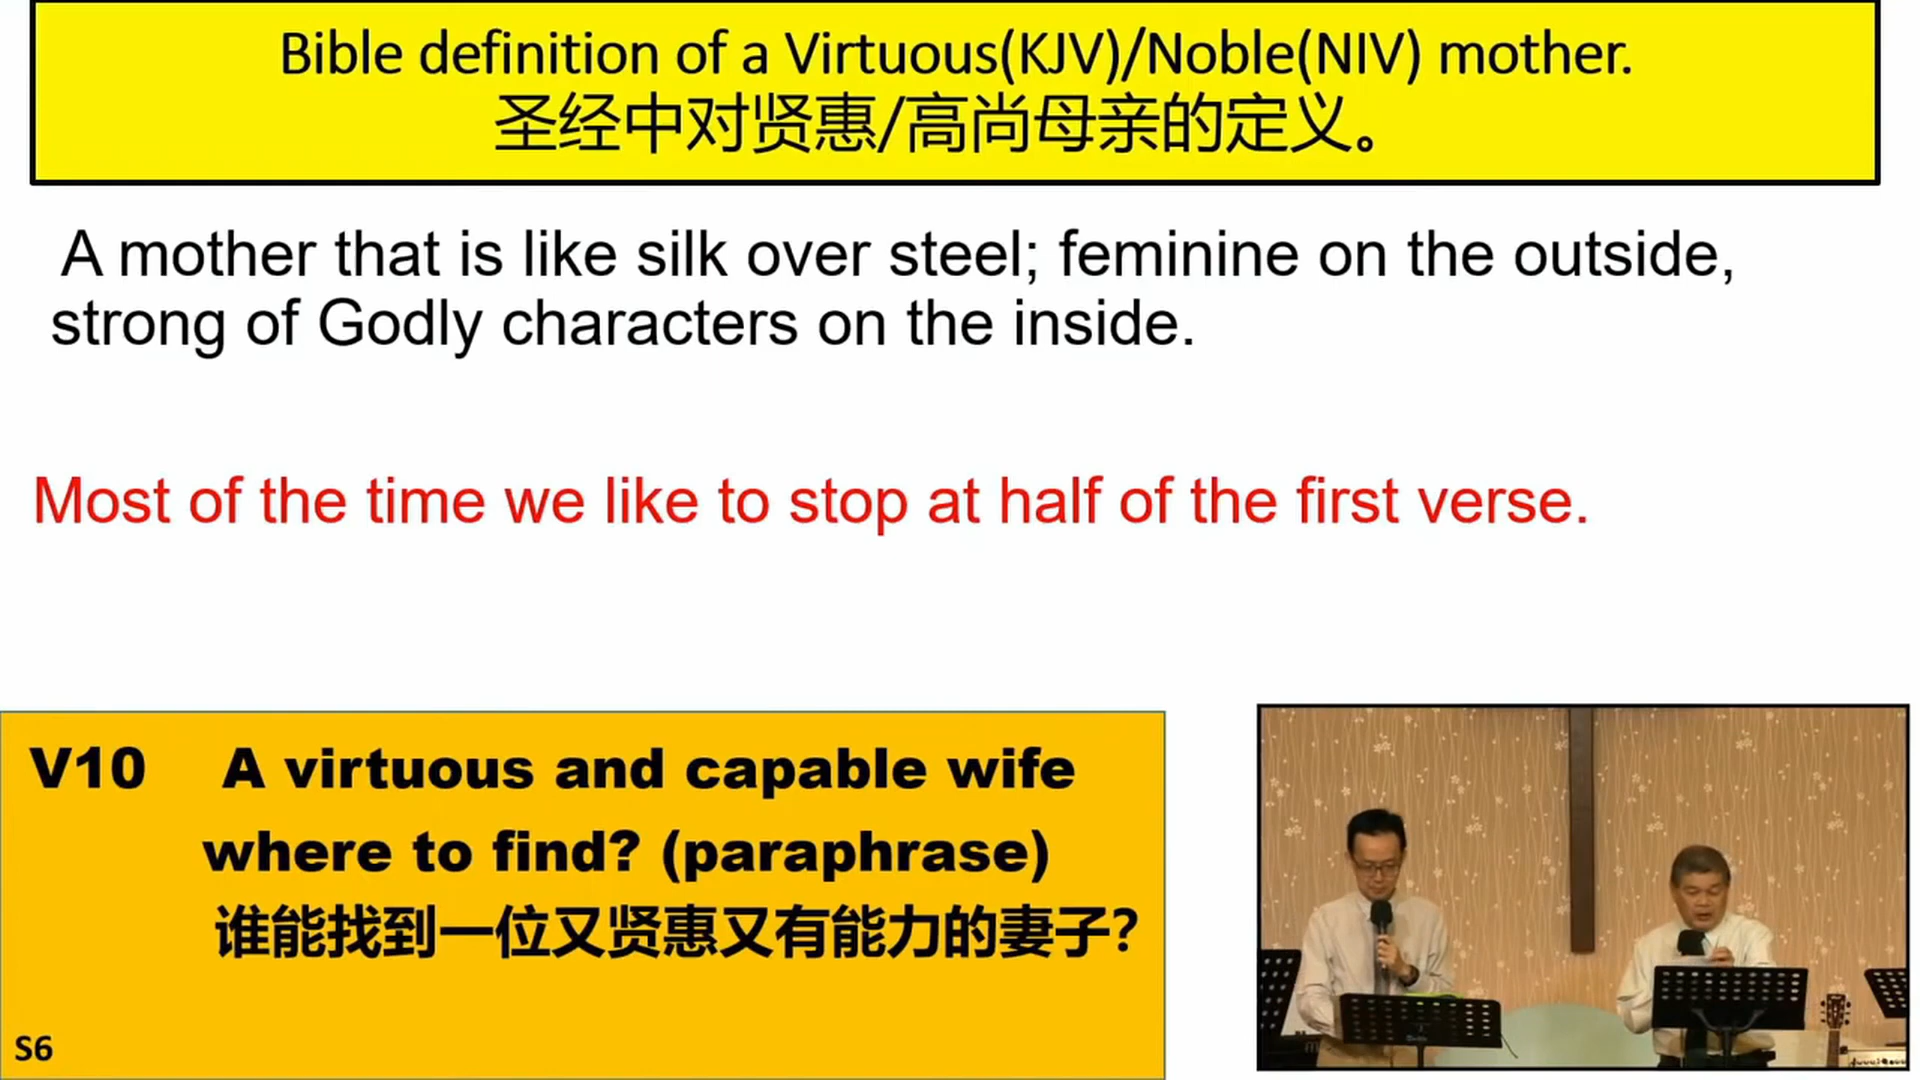 Bible definition of a Virtuous(KJV)/Noble(NIV) mother.
圣经中对贤惠/高尚母亲的定义。
A mother that is like silk over steel; feminine on the outside,
strong of Godly characters on the inside.
Most of the time we like to stop at half of the first verse.
V10 A virtuous and capable wife
where to find? (paraphrase)
谁能找到一位又贤惠又有能力的妻子?
S6